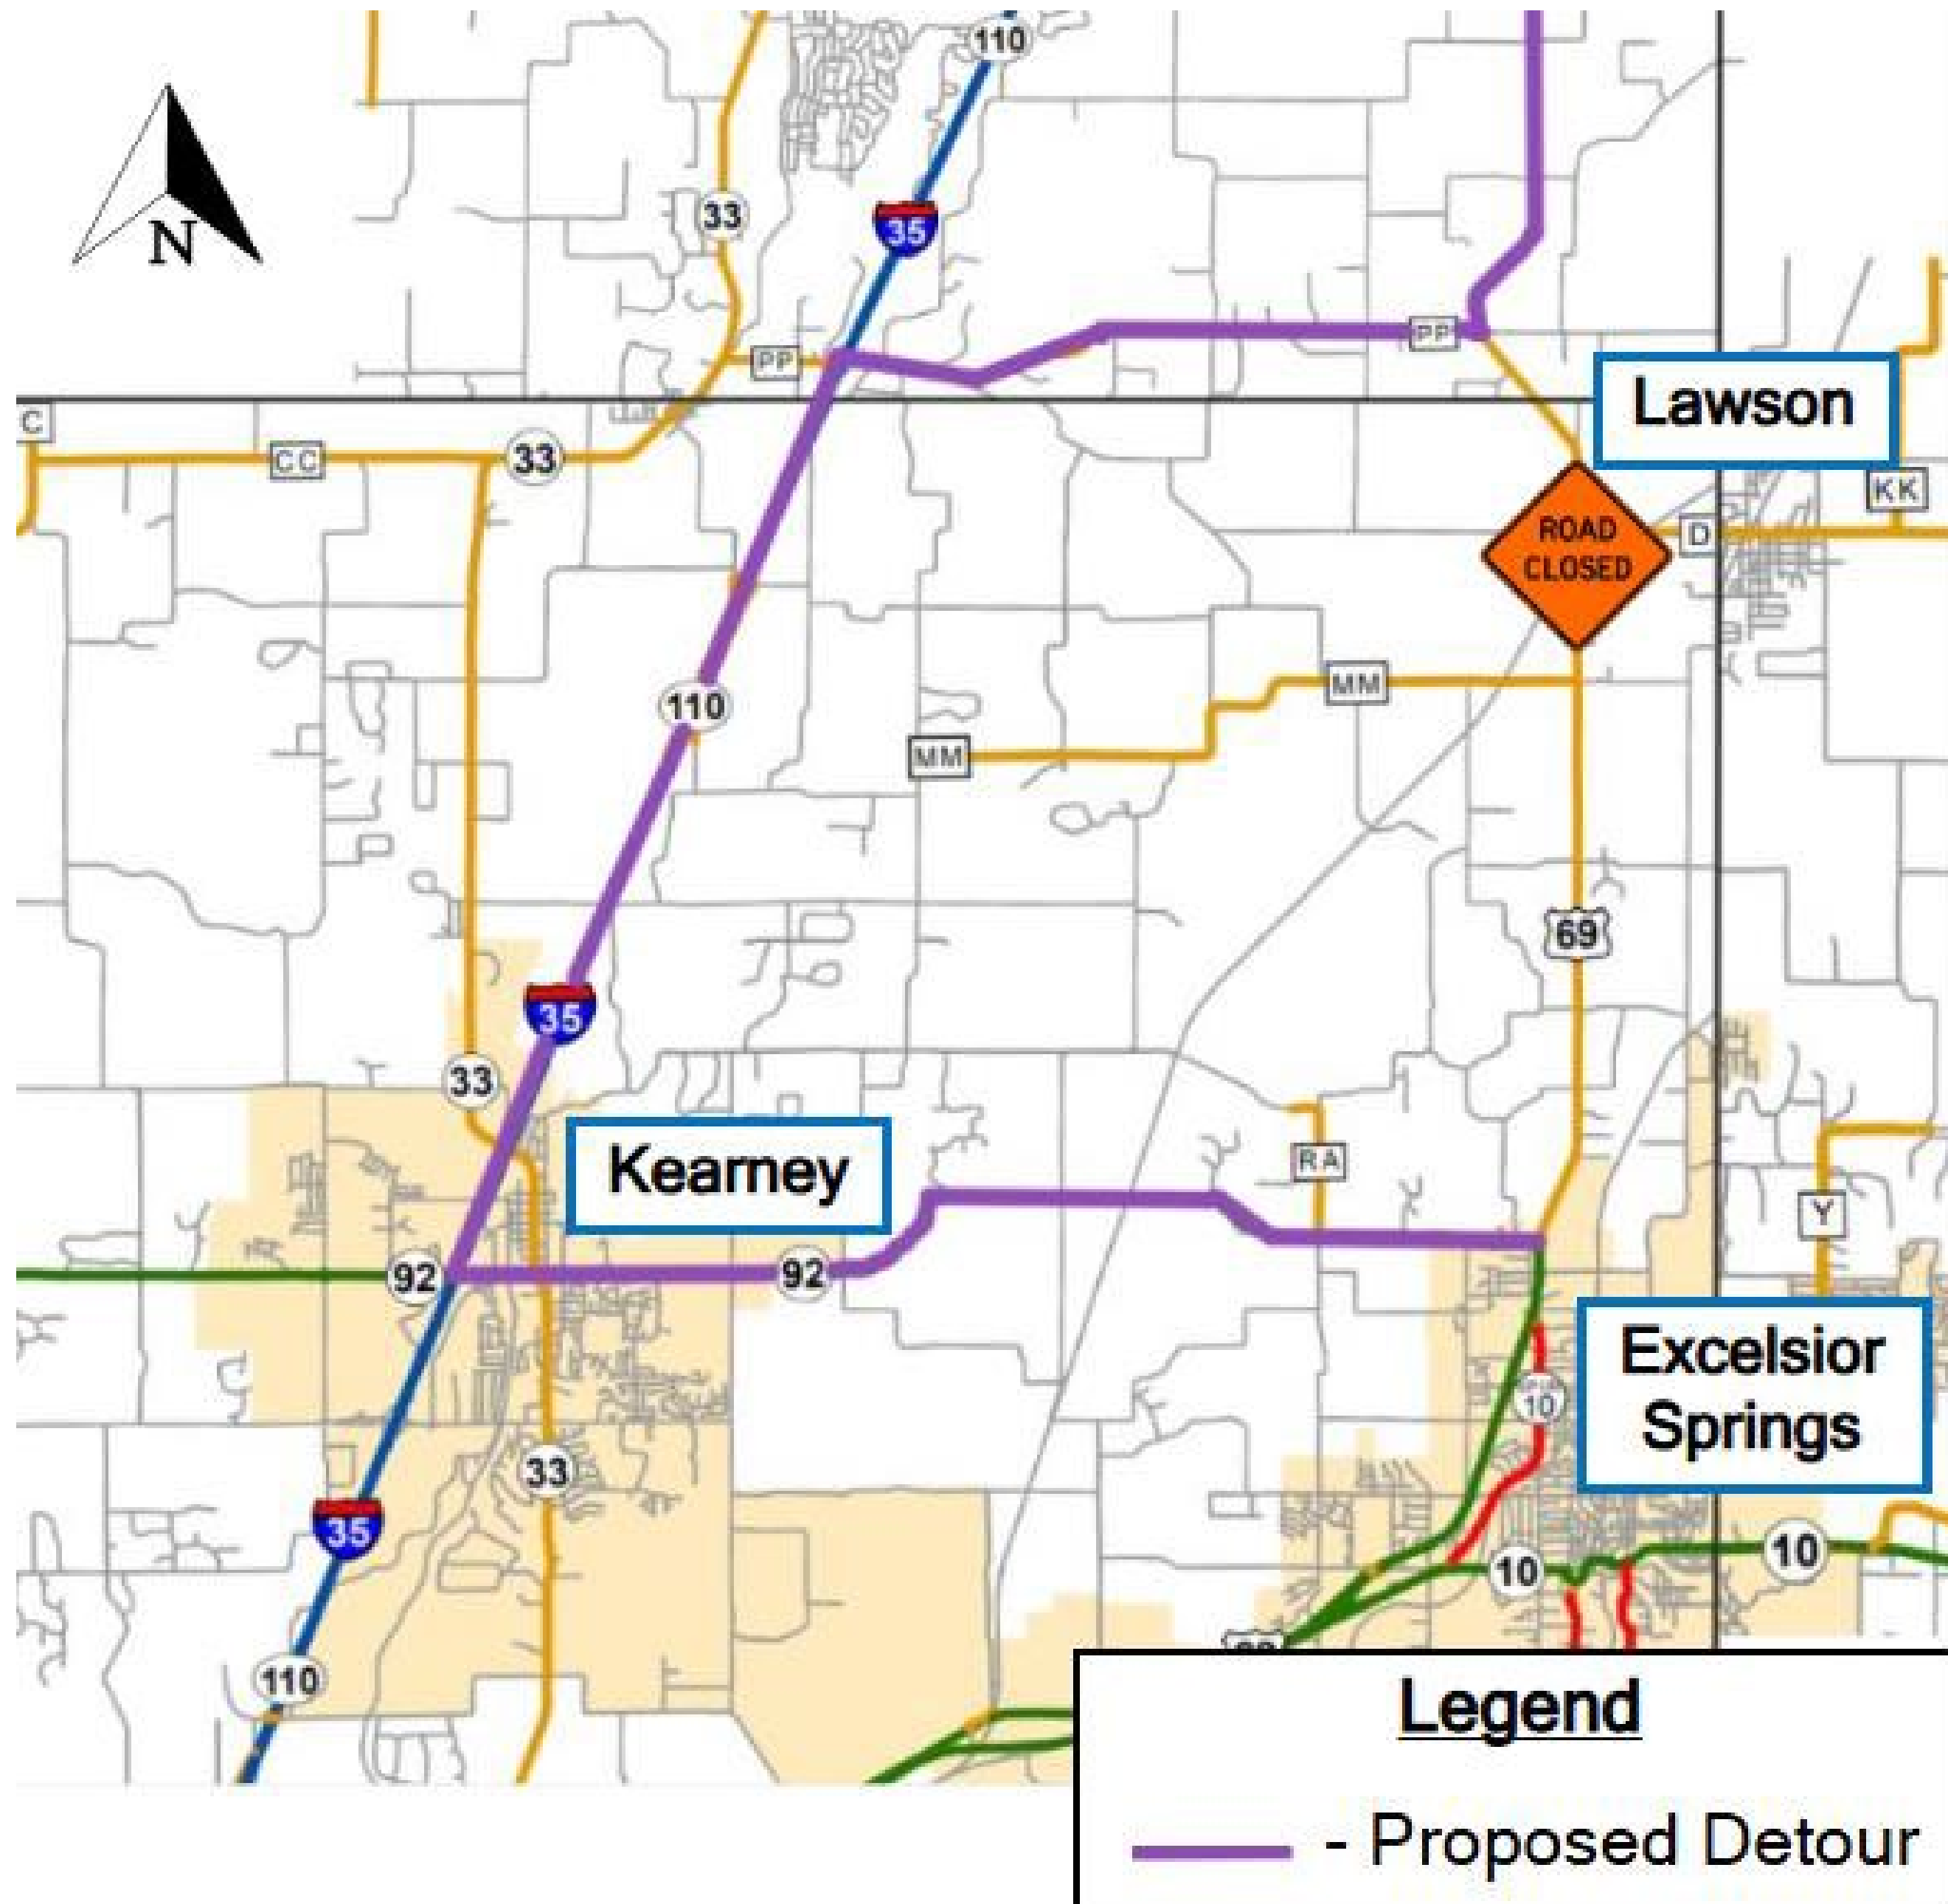 110
N
33
35
PP
PP
Lawson
C
CC
33
KK
ROAD
CLOSED
D
MM
110
MM
69
35
33
Kearney
RA
Y
92
92
Excelsior
Springs
10
33
35
10
10
110
Legend
- Proposed Detour